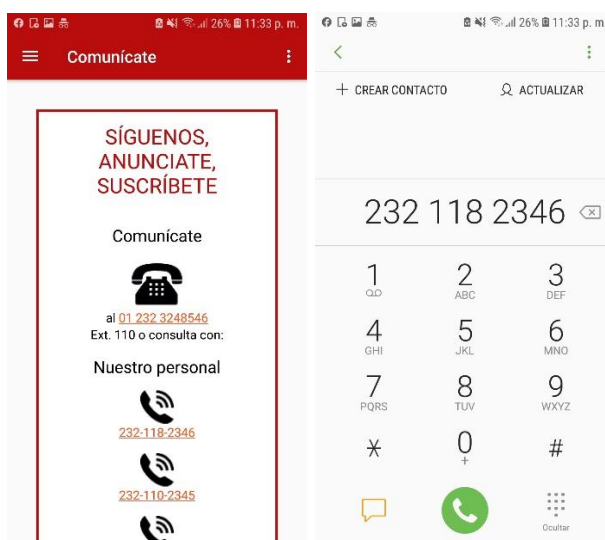 26% 11:33 p. m.
Comunícate
SÍGUENOS,
ANUNCIATE,
SUSCRÍBETE
Comunícate
al 01 232 3248546
Ext. 110 o consulta con:
Nuestro personal
232-118-2346
232-110-2345
26% 11:33 p. m
+ CREAR CONTACTO
ACTUALIZAR
232 118 2346
1
2 ABC
3 DEF
4 GHI
5 JKL
6 MNO
7 PQRS
8 TUV
9 WXYZ
*
0 +
#
Ocultar